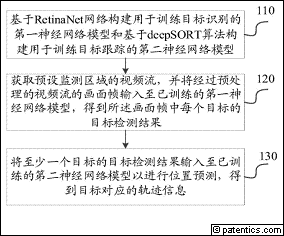 基于RetinaNet网络构建用于训练目标识别的
第一神经网络模型和基于deepSORT算法构
建用于训练目标跟踪的第二神经网络模型
110
获取预设监测区域的视频流，并将经过预处
理的视频流的画面帧输入至已训练的第一神
经网络模型，得到所述画面帧中每个目标的
目标检测结果
120
将至少一个目标的目标检测结果输入至已训
练的第二神经网络模型以进行位置预测，得
到目标对应的轨迹信息
130
© patentics.com